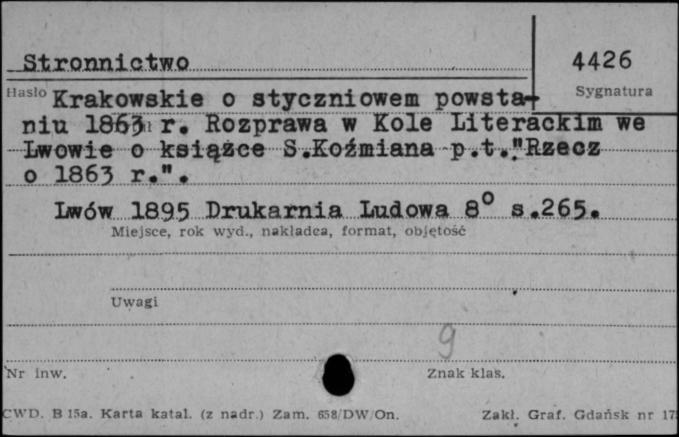 Stronnictwo
4426
Hasło
Sygnatura
Krakowskie o styczniowem powsta-
niu 1863 r. Rozprawa w Kole Literackim we
Lwowie o książce S.Koźmiana p.t."Rzecz
o 1863 r.".
Lwów 1895 Drukarnia Ludowa 8° s.265.
Miejsce, rok wyd., nakładca, format, objętość
Uwagi
9
Nr inw.
Znak klas.
CWD. B 15a. Karta katal. (z nadr.) Zam. 658/DW/On.
Zakł. Graf. Gdańsk nr